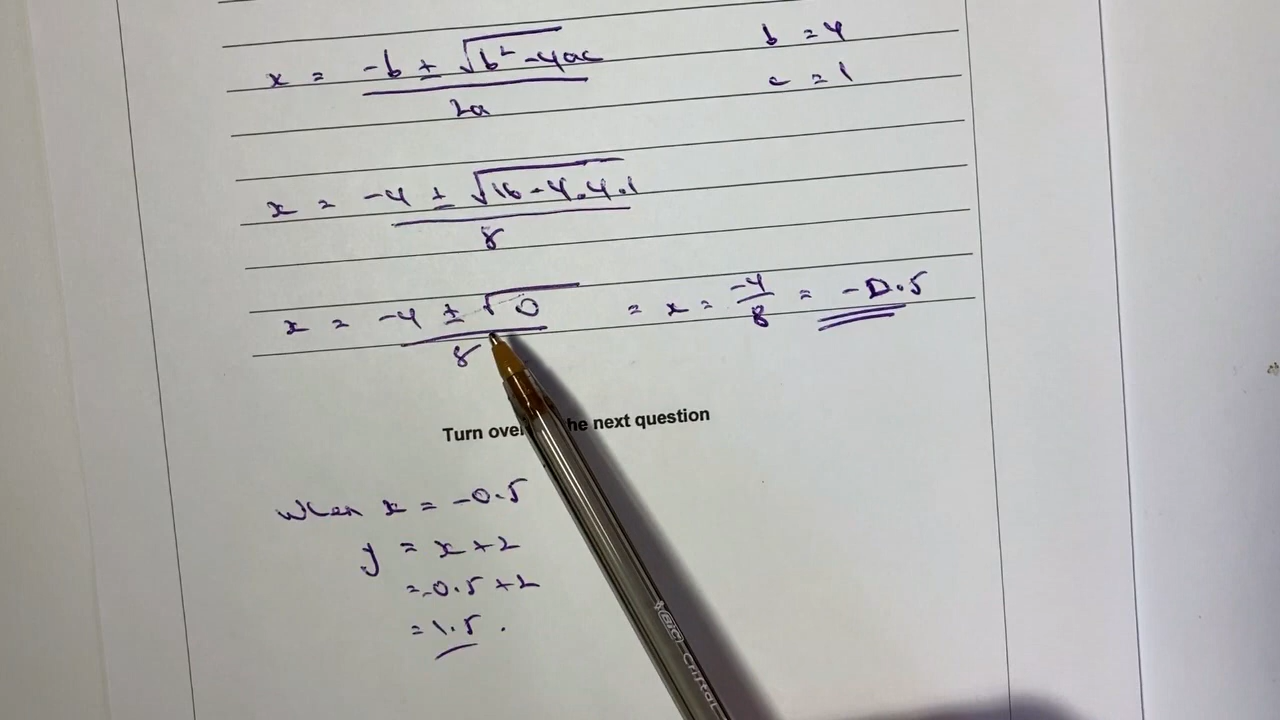 x = -b ± √b² - 4ac / 2a
b = 4
c = 1
x = -4 ± √16 - 4.4.1 / 8
x = -4 ± √0 / 8 = x = -4/8 = -0.5
Turn over he next question
When x = -0.5
y = x + 2
= -0.5 + 2
= 1.5.
BIC Cristal